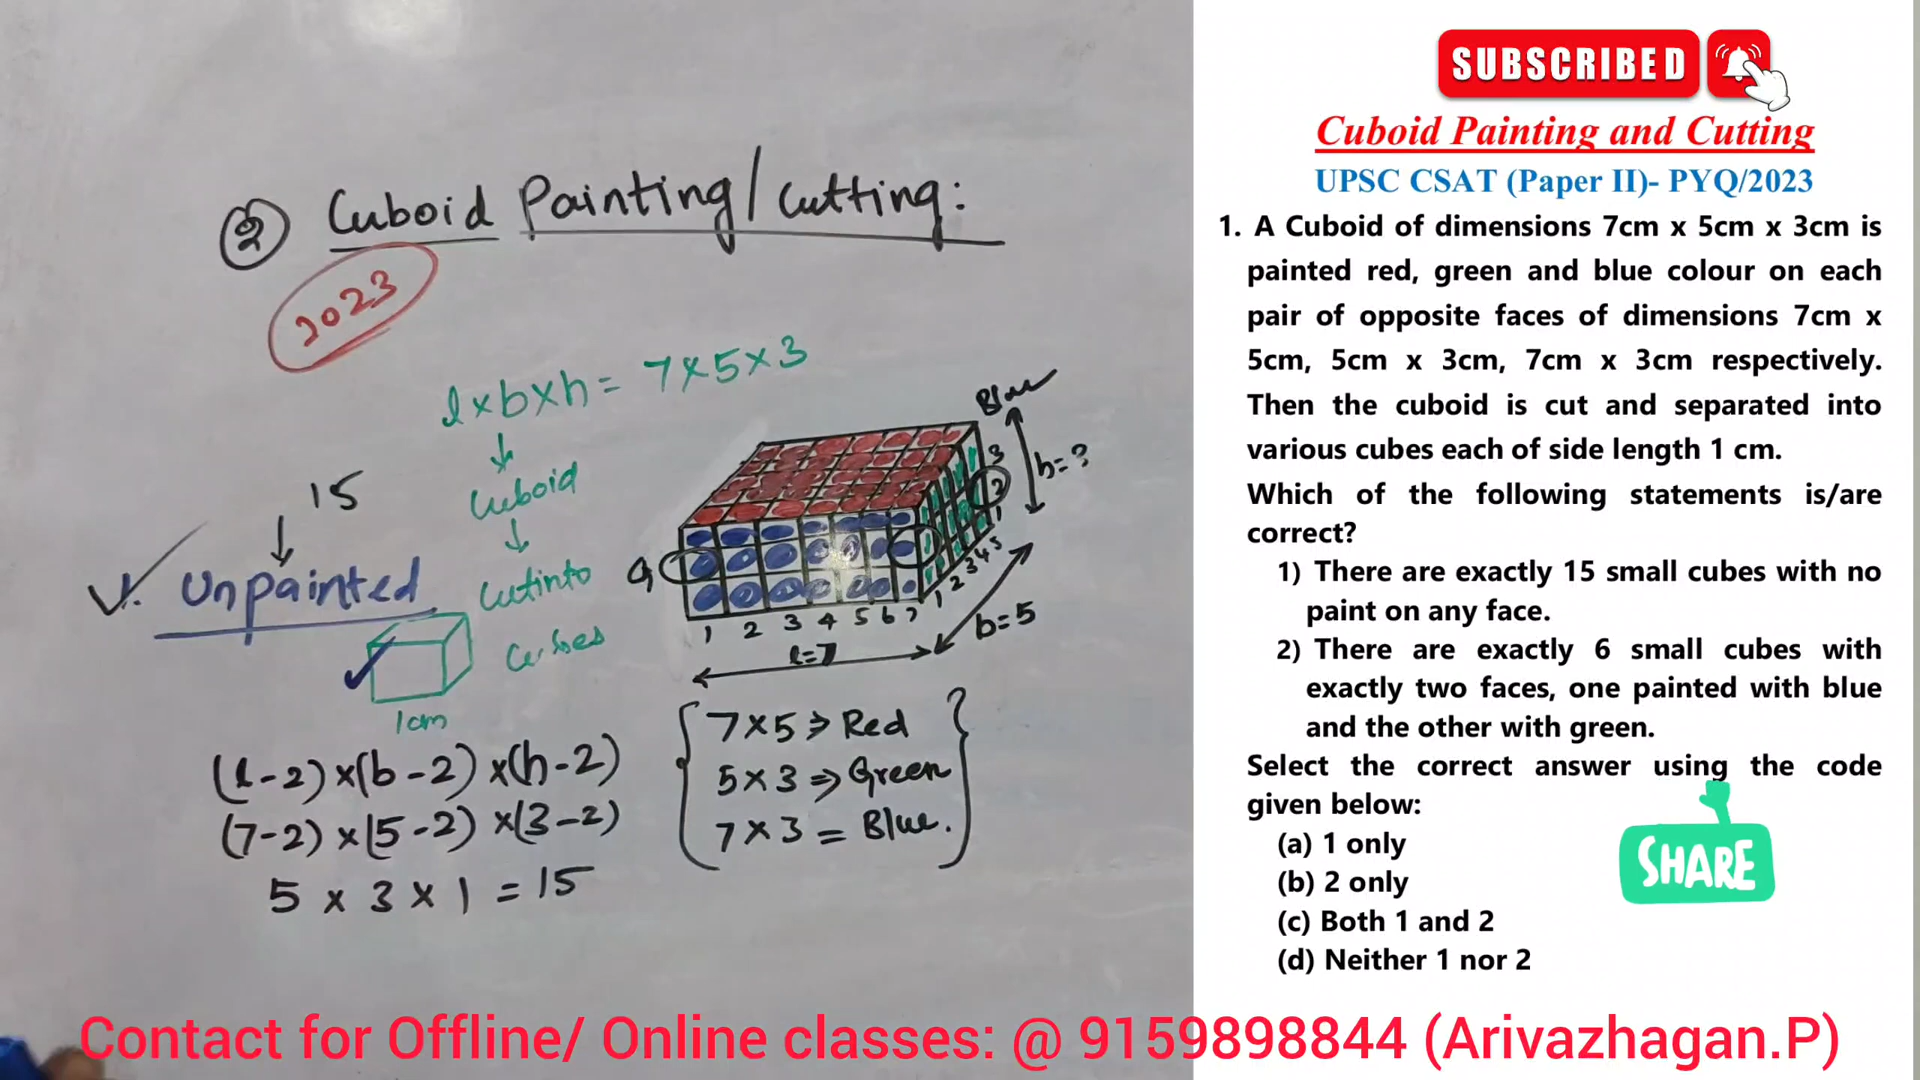 ② Cuboid Painting/Cutting:
2023
l×b×h = 7×5×3
Cuboid
Cut into
Cubes
1cm
15
1. Unpainted
(l-2)×(b-2)×(h-2)
(7-2)×(5-2)×(3-2)
5 × 3 × 1 = 15
Blue
h=3
3
2
1
1 2 3 4 5
b=5
1 2 3 4 5 6 7
l=7
7×5 ⇒ Red
5×3 ⇒ Green
7×3 = Blue.
SUBSCRIBED
Cuboid Painting and Cutting
UPSC CSAT (Paper II)- PYQ/2023
1. A Cuboid of dimensions 7cm x 5cm x 3cm is
painted red, green and blue colour on each
pair of opposite faces of dimensions 7cm x
5cm, 5cm x 3cm, 7cm x 3cm respectively.
Then the cuboid is cut and separated into
various cubes each of side length 1 cm.
Which of the following statements is/are
correct?
1) There are exactly 15 small cubes with no
paint on any face.
2) There are exactly 6 small cubes with
exactly two faces, one painted with blue
and the other with green.
Select the correct answer using the code
given below:
(a) 1 only
(b) 2 only
(c) Both 1 and 2
(d) Neither 1 nor 2
SHARE
Contact for Offline/ Online classes: @ 9159898844 (Arivazhagan.P)